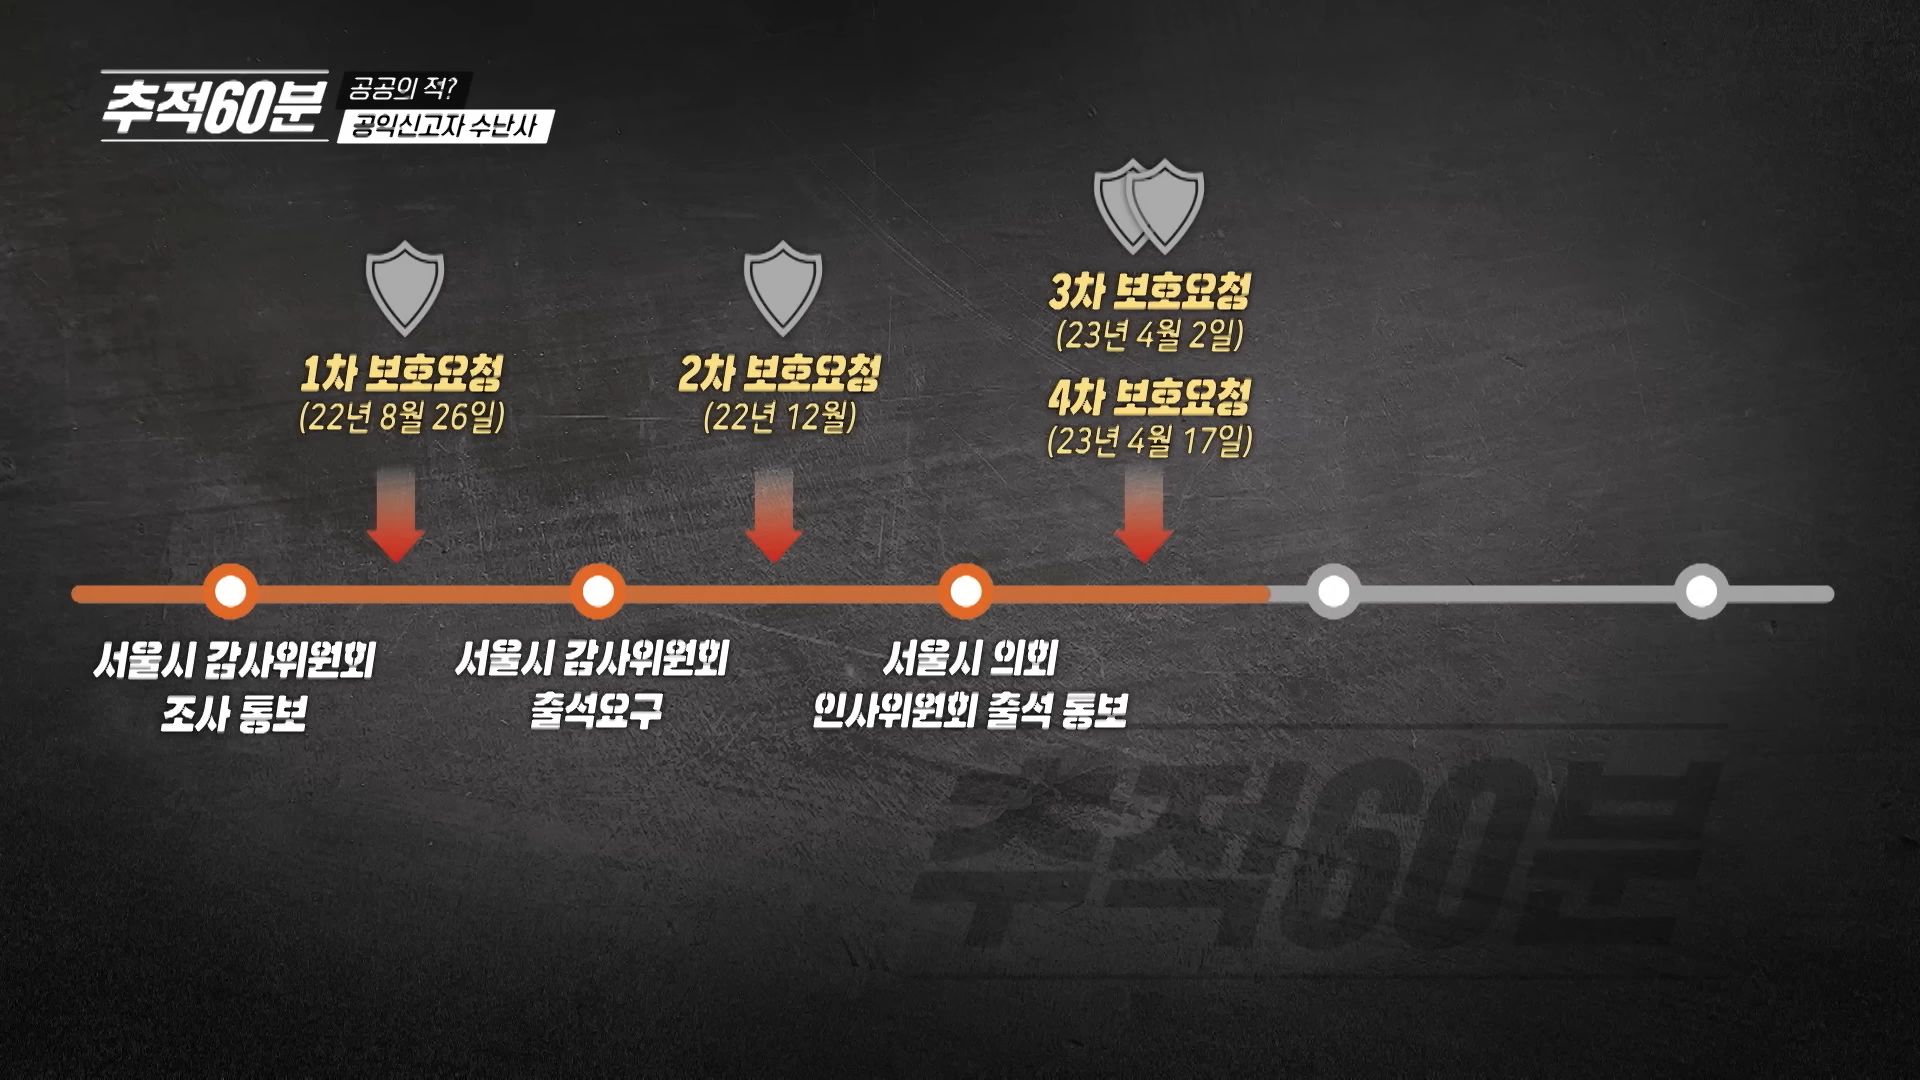 추적60분
공공의 적?
공익신고자 수난사
1차 보호요청
(22년 8월 26일)
2차 보호요청
(22년 12월)
3차 보호요청
(23년 4월 2일)
4차 보호요청
(23년 4월 17일)
서울시 감사위원회
조사 통보
서울시 감사위원회
출석요구
서울시 의회
인사위원회 출석 통보
추적60분